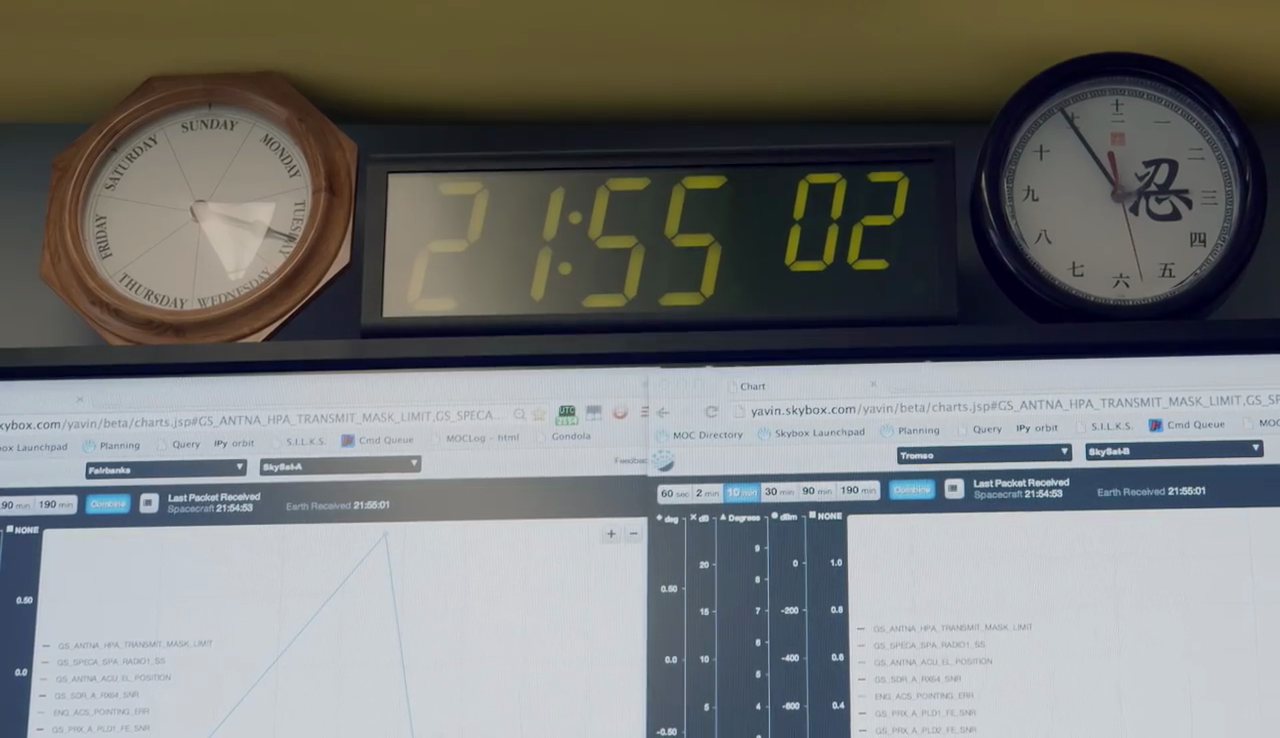 SUNDAY
MONDAY
TUESDAY
WEDNESDAY
THURSDAY
FRIDAY
SATURDAY
21:55 02
十二
一
二
三
四
五
六
七
八
九
十
忍
kybox.com/yavin/beta/charts.jsp#GS_ANTNA_HPA_TRANSMIT_MASK_LIMIT,GS_SPECA...
UTC
box Launchpad Planning Query IPy orbit S.I.L.K.S. Cmd Queue MOCLog - html Gondola
Fairbanks SkySat-A
90 min 190 min Combine
Last Packet Received
Spacecraft 21:54:53
Earth Received 21:55:01
NONE
+ −
0.50
0.0
GS_ANTNA_HPA_TRANSMIT_MASK_LIMIT
GS_SPECA_SPA_RADIO1_SS
GS_ANTNA_ACU_EL_POSITION
GS_SDR_A_RX64_SNR
ENG_ACS_POINTING_ERR
GS_PRX_A_PLD1_FE_SNR
Chart
yavin.skybox.com/yavin/beta/charts.jsp#GS_ANTNA_HPA_TRANSMIT_MASK_LIMIT,GS_SP
MOC Directory Skybox Launchpad Planning Query IPy orbit S.I.L.K.S. Cmd Queue MOC
Tromso SkySat-B
60 sec 2 min 10 min 30 min 90 min 190 min Combine
Last Packet Received
Spacecraft 21:54:53
Earth Received 21:55:01
deg dB Degrees dBm NONE
9
20 0 1.0
0.50 8
15 7 -200 0.8
6
0.0 10 -400 0.6
5
5 4 -600 0.4
-0.50
GS_ANTNA_HPA_TRANSMIT_MASK_LIMIT
GS_SPECA_SPA_RADIO1_SS
GS_ANTNA_ACU_EL_POSITION
GS_SDR_A_RX64_SNR
ENG_ACS_POINTING_ERR
GS_PRX_A_PLD1_FE_SNR
GS_PRX_A_PLD2_FE_SNR